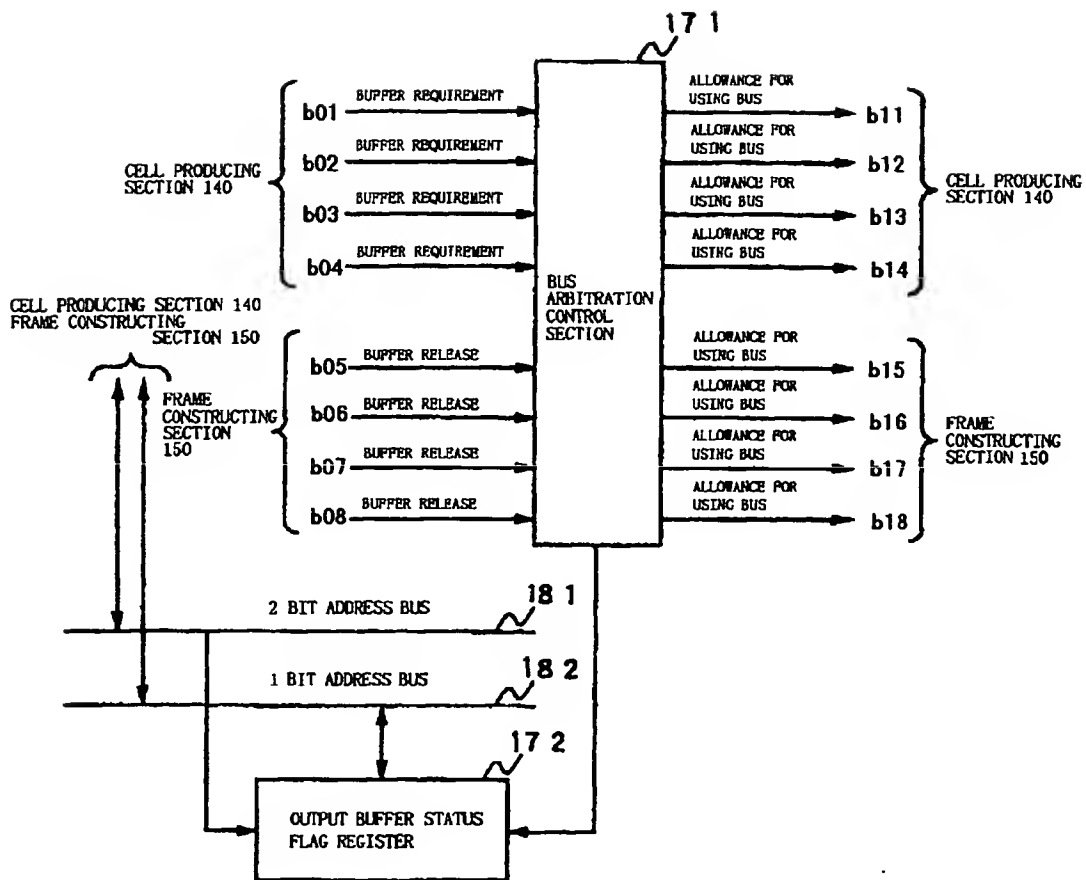 17 1
b01 BUFFER REQUIREMENT
b02 BUFFER REQUIREMENT
b03 BUFFER REQUIREMENT
b04 BUFFER REQUIREMENT
CELL PRODUCING
SECTION 140
ALLOWANCE FOR
USING BUS
b11
ALLOWANCE FOR
USING BUS
b12
ALLOWANCE FOR
USING BUS
b13
ALLOWANCE FOR
USING BUS
b14
CELL PRODUCING
SECTION 140
BUS
ARBITRATION
CONTROL
SECTION
CELL PRODUCING SECTION 140
FRAME CONSTRUCTING
SECTION 150
FRAME
CONSTRUCTING
SECTION
150
b05 BUFFER RELEASE
b06 BUFFER RELEASE
b07 BUFFER RELEASE
b08 BUFFER RELEASE
ALLOWANCE FOR
USING BUS
b15
ALLOWANCE FOR
USING BUS
b16
ALLOWANCE FOR
USING BUS
b17
ALLOWANCE FOR
USING BUS
b18
FRAME
CONSTRUCTING
SECTION 150
2 BIT ADDRESS BUS
18 1
1 BIT ADDRESS BUS
18 2
17 2
OUTPUT BUFFER STATUS
FLAG REGISTER